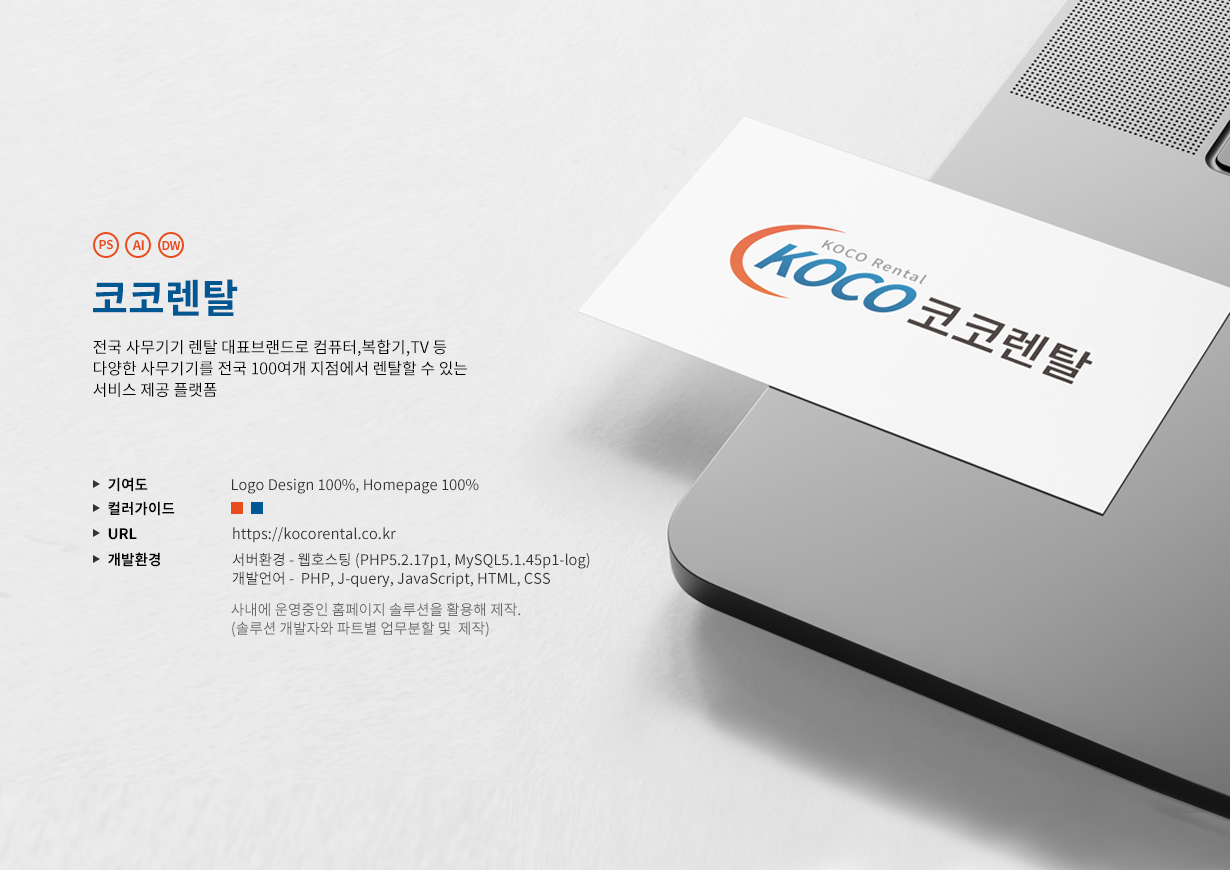 PS AI DW
코코렌탈
전국 사무기기 렌탈 대표브랜드로 컴퓨터,복합기,TV 등
다양한 사무기기를 전국 100여개 지점에서 렌탈할 수 있는
서비스 제공 플랫폼
기여도 Logo Design 100%, Homepage 100%
컬러가이드
URL https://kocorental.co.kr
개발환경 서버환경 - 웹호스팅 (PHP5.2.17p1, MySQL5.1.45p1-log)
개발언어 - PHP, J-query, JavaScript, HTML, CSS
사내에 운영중인 홈페이지 솔루션을 활용해 제작.
(솔루션 개발자와 파트별 업무분할 및 제작)
KOCO Rental
KOCO 코코렌탈